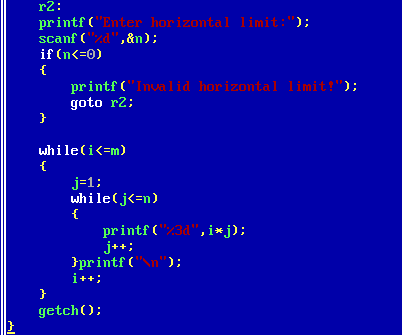 r2:
printf("Enter horizontal limit:");
scanf("%d",&n);
if(n<=0)
{
printf("Invalid horizontal limit!");
goto r2;
}
while(i<=m)
{
j=1;
while(j<=n)
{
printf("%3d",i*j);
j++;
}printf("\n");
i++;
}
getch();
}